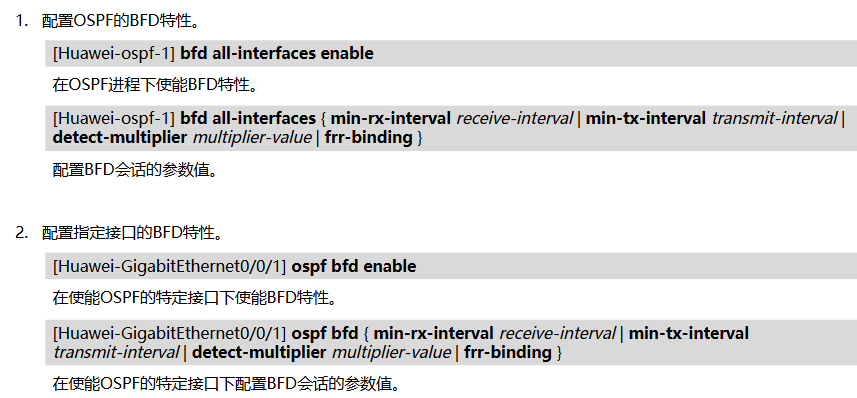 1. 配置OSPF的BFD特性。
[Huawei-ospf-1] bfd all-interfaces enable
在OSPF进程下使能BFD特性。
[Huawei-ospf-1] bfd all-interfaces { min-rx-interval receive-interval | min-tx-interval transmit-interval |
detect-multiplier multiplier-value | frr-binding }
配置BFD会话的参数值。
2. 配置指定接口的BFD特性。
[Huawei-GigabitEthernet0/0/1] ospf bfd enable
在使能OSPF的特定接口下使能BFD特性。
[Huawei-GigabitEthernet0/0/1] ospf bfd { min-rx-interval receive-interval | min-tx-interval
transmit-interval | detect-multiplier multiplier-value | frr-binding }
在使能OSPF的特定接口下配置BFD会话的参数值。